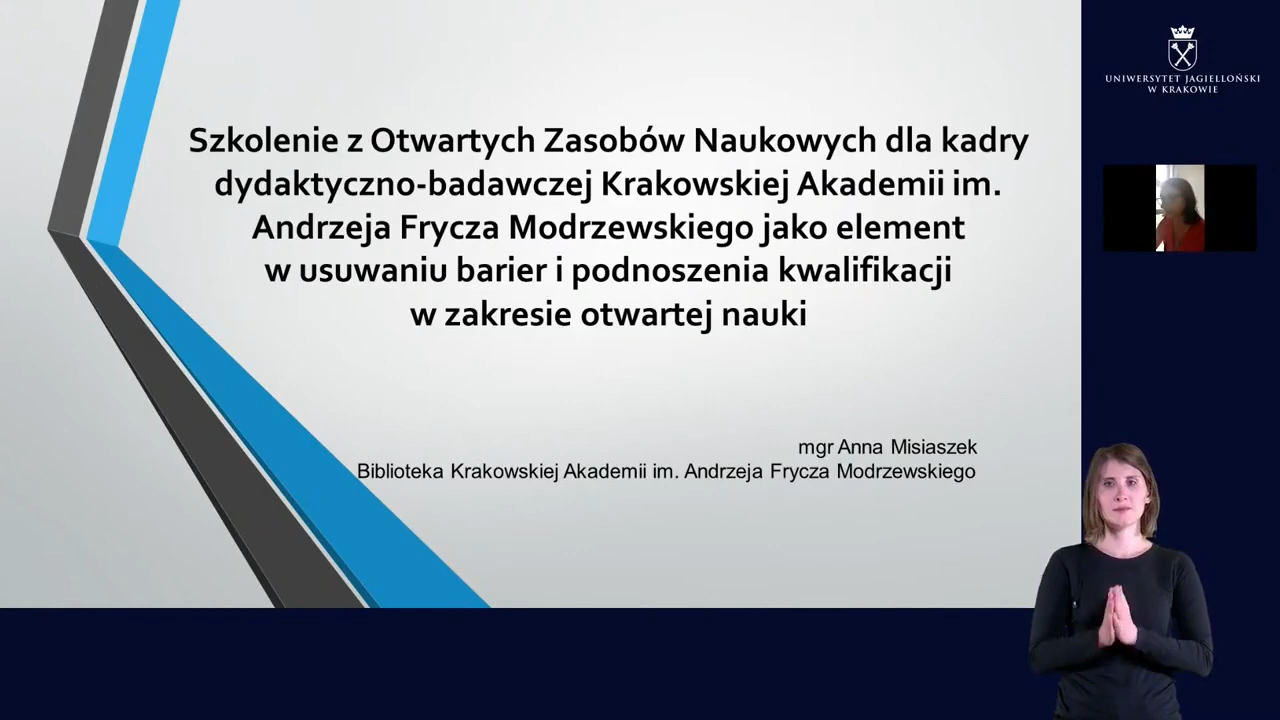 Szkolenie z Otwartych Zasobów Naukowych dla kadry
dydaktyczno-badawczej Krakowskiej Akademii im.
Andrzeja Frycza Modrzewskiego jako element
w usuwaniu barier i podnoszenia kwalifikacji
w zakresie otwartej nauki
mgr Anna Misiaszek
Biblioteka Krakowskiej Akademii im. Andrzeja Frycza Modrzewskiego
UNIWERSYTET JAGIELLOŃSKI
W KRAKOWIE